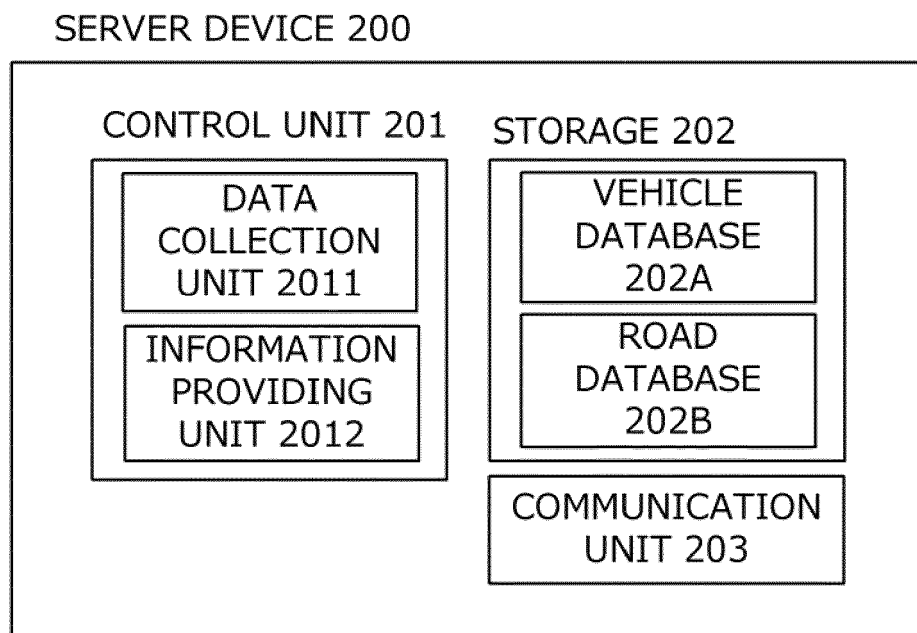 SERVER DEVICE 200
CONTROL UNIT 201
DATA
COLLECTION
UNIT 2011
INFORMATION
PROVIDING
UNIT 2012
STORAGE 202
VEHICLE
DATABASE
202A
ROAD
DATABASE
202B
COMMUNICATION
UNIT 203